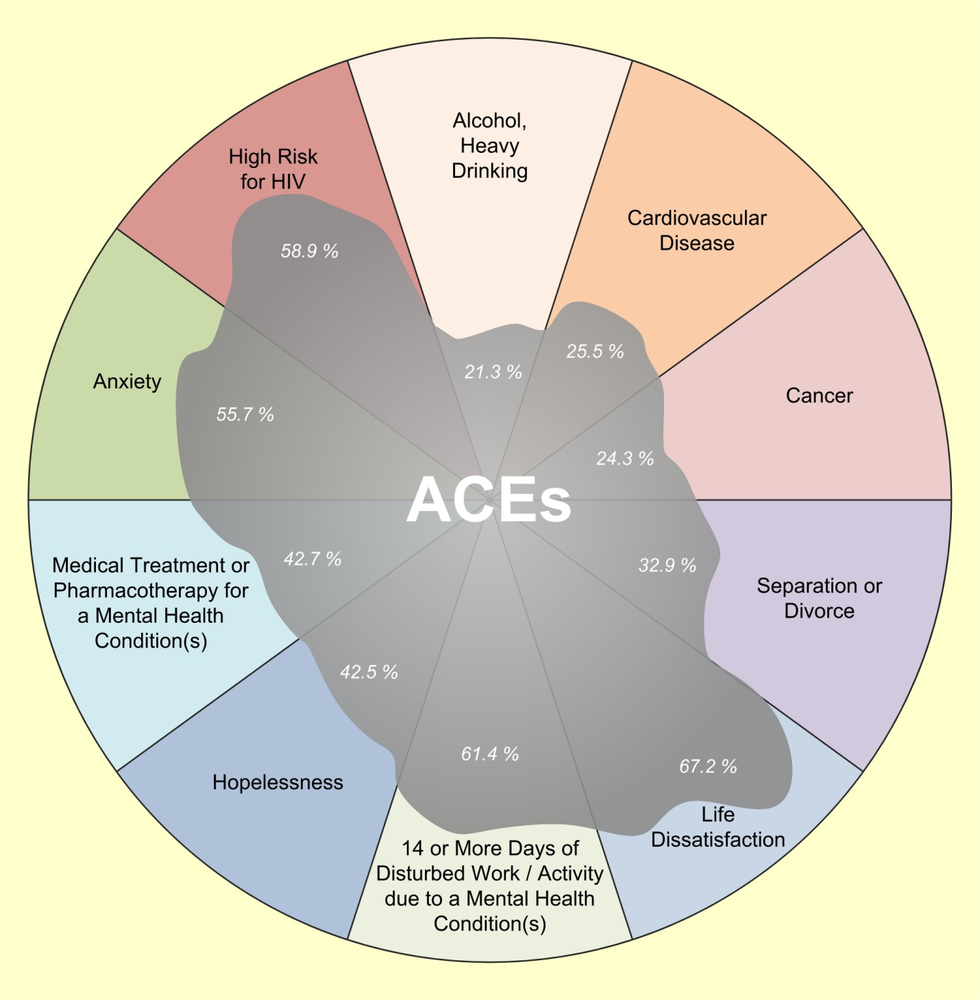 Alcohol,
Heavy
Drinking
21.3 %
Cardiovascular
Disease
25.5 %
Cancer
24.3 %
Separation or
Divorce
32.9 %
Life
Dissatisfaction
67.2 %
14 or More Days of
Disturbed Work / Activity
due to a Mental Health
Condition(s)
61.4 %
Hopelessness
42.5 %
Medical Treatment or
Pharmacotherapy for
a Mental Health
Condition(s)
42.7 %
Anxiety
55.7 %
High Risk
for HIV
58.9 %
ACEs